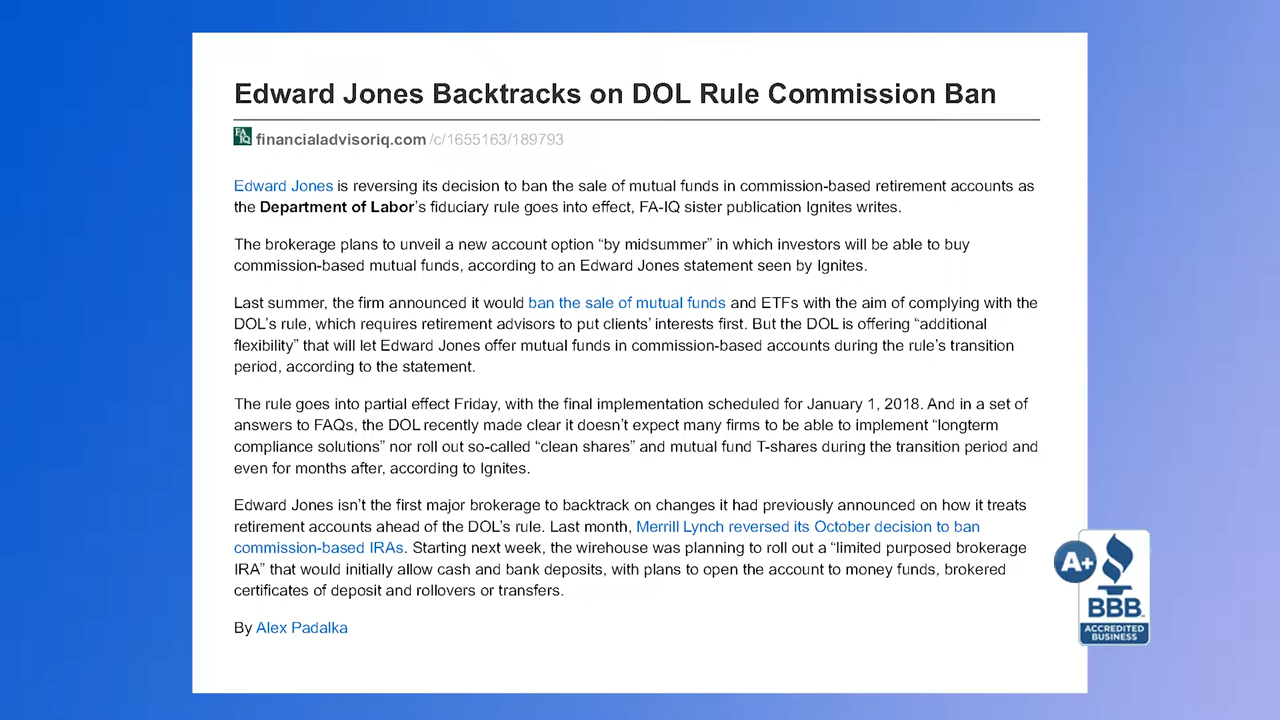 Edward Jones Backtracks on DOL Rule Commission Ban
FA
IQ
financialadvisoriq.com/c/1655163/189793
Edward Jones is reversing its decision to ban the sale of mutual funds in commission-based retirement accounts as
the Department of Labor’s fiduciary rule goes into effect, FA-IQ sister publication Ignites writes.
The brokerage plans to unveil a new account option “by midsummer” in which investors will be able to buy
commission-based mutual funds, according to an Edward Jones statement seen by Ignites.
Last summer, the firm announced it would ban the sale of mutual funds and ETFs with the aim of complying with the
DOL’s rule, which requires retirement advisors to put clients’ interests first. But the DOL is offering “additional
flexibility” that will let Edward Jones offer mutual funds in commission-based accounts during the rule’s transition
period, according to the statement.
The rule goes into partial effect Friday, with the final implementation scheduled for January 1, 2018. And in a set of
answers to FAQs, the DOL recently made clear it doesn’t expect many firms to be able to implement “longterm
compliance solutions” nor roll out so-called “clean shares” and mutual fund T-shares during the transition period and
even for months after, according to Ignites.
Edward Jones isn’t the first major brokerage to backtrack on changes it had previously announced on how it treats
retirement accounts ahead of the DOL’s rule. Last month, Merrill Lynch reversed its October decision to ban
commission-based IRAs. Starting next week, the wirehouse was planning to roll out a “limited purposed brokerage
IRA” that would initially allow cash and bank deposits, with plans to open the account to money funds, brokered
certificates of deposit and rollovers or transfers.
By Alex Padalka
A+
BBB
ACCREDITED
BUSINESS